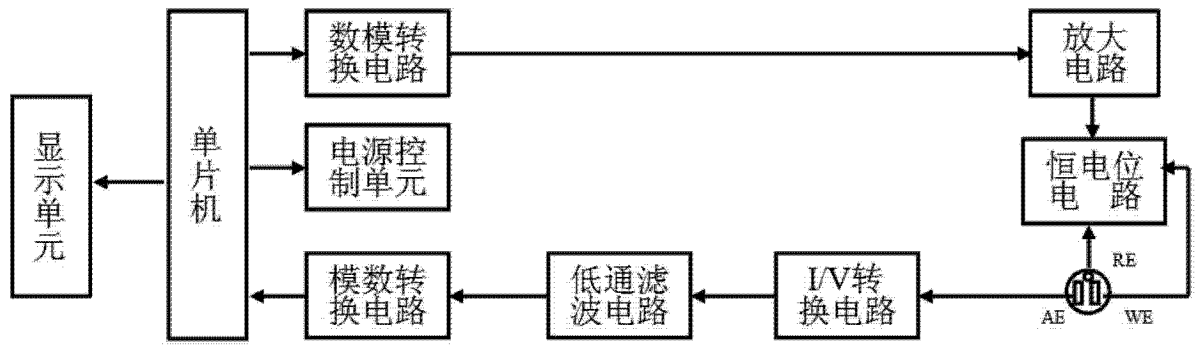 数模转
换电路
放大
电路
显示单元
单片机
电源控
制单元
恒电位
电 路
模数转
换电路
低通滤
波电路
I/V转
换电路
RE
AE
WE